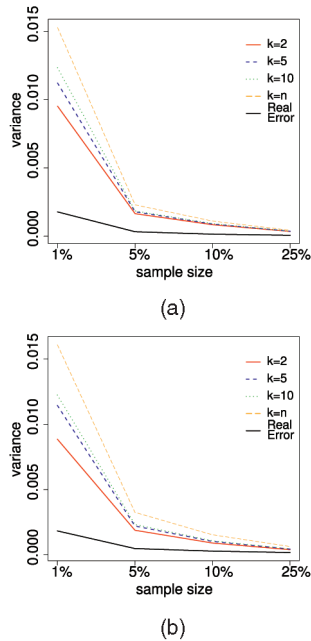 0.015
0.010
0.005
0.000
variance
k=2
k=5
k=10
k=n
Real
Error
1% 5% 10% 25%
sample size
(a)
0.015
0.010
0.005
0.000
variance
k=2
k=5
k=10
k=n
Real
Error
1% 5% 10% 25%
sample size
(b)